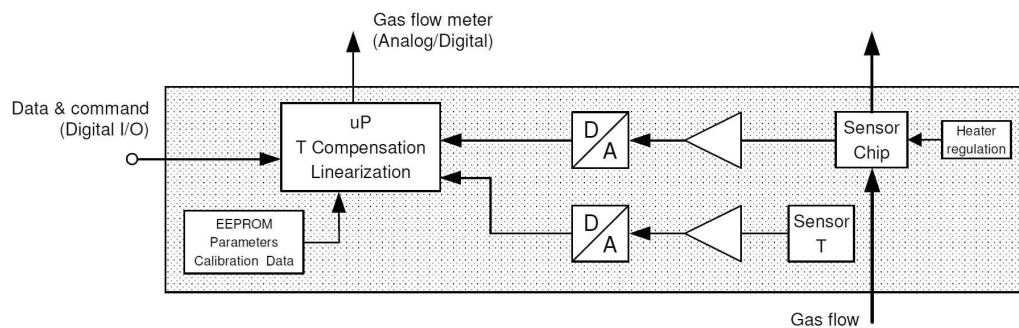 Gas flow meter
(Analog/Digital)
Data & command
(Digital I/O)
uP
T Compensation
Linearization
D
A
Sensor
Chip
Heater
regulation
EEPROM
Parameters
Calibration Data
D
A
Sensor
T
Gas flow